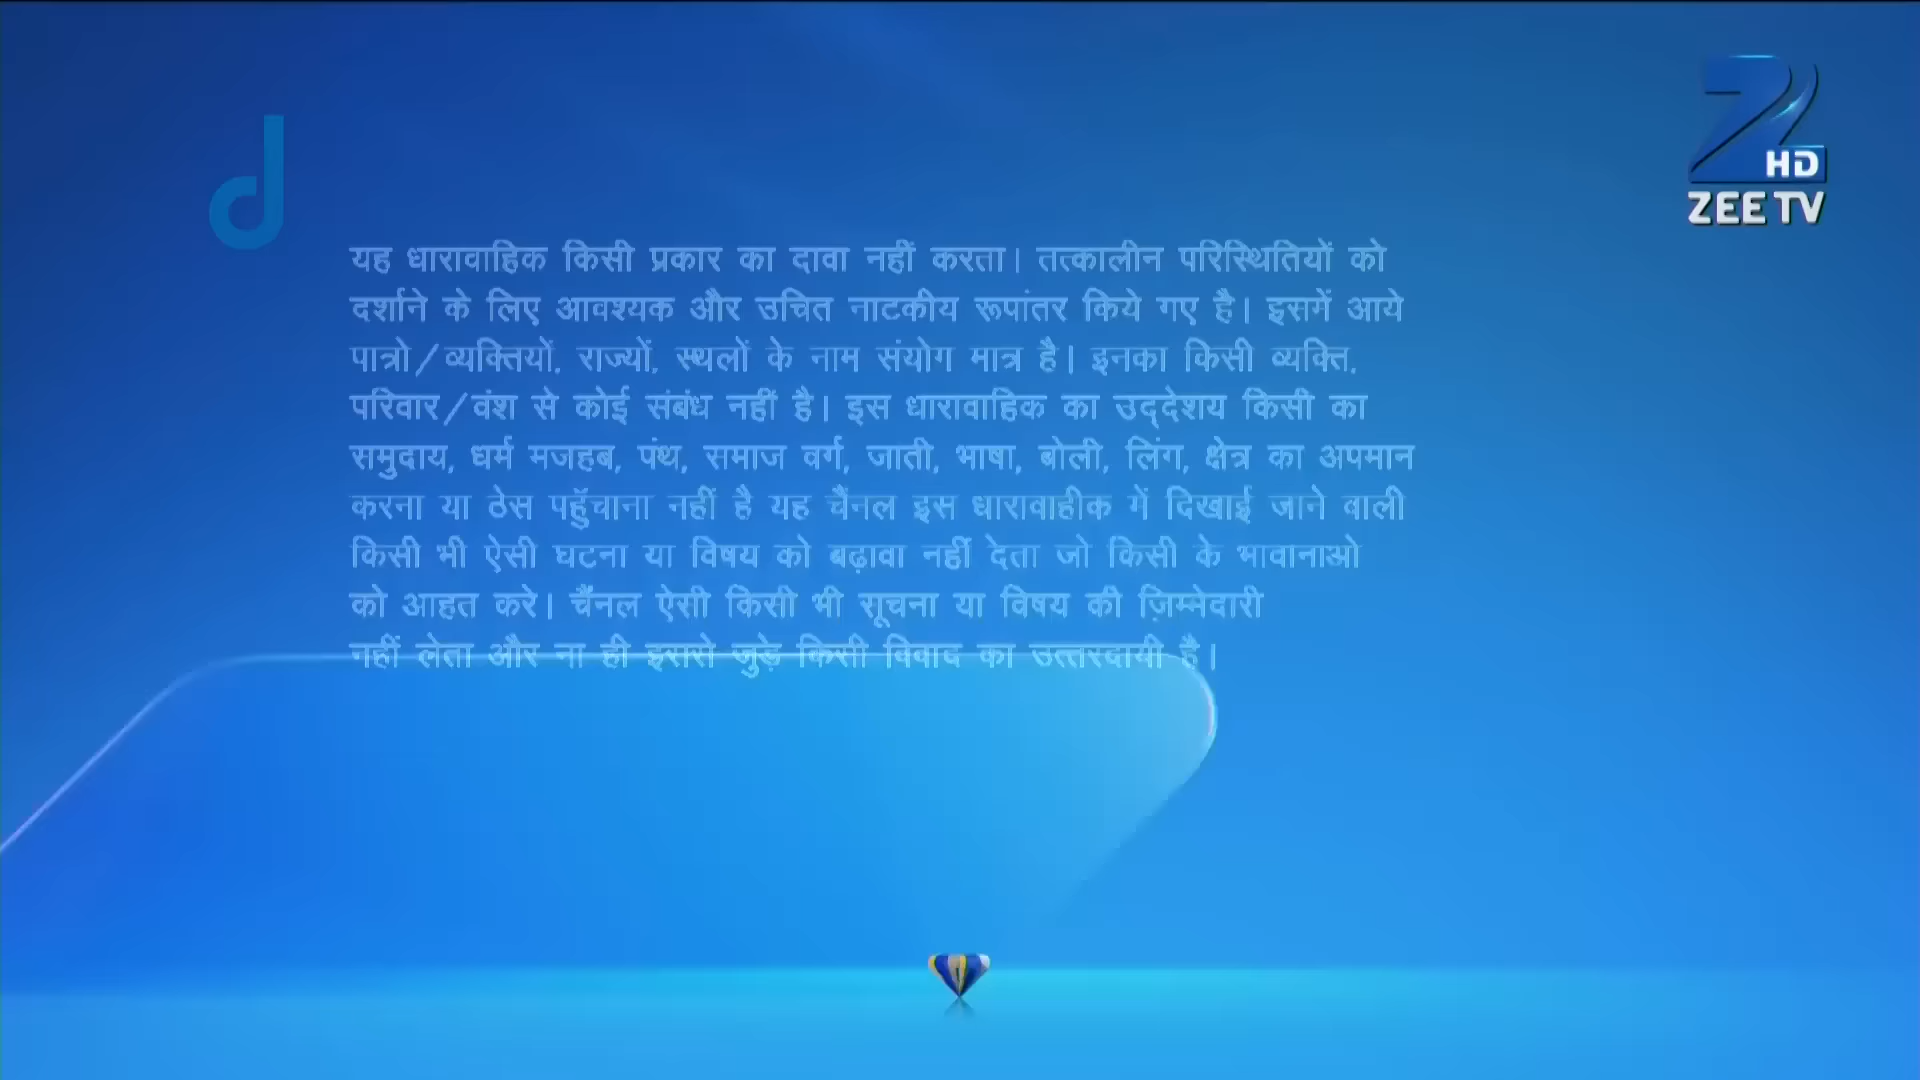 d
HD
ZEE TV
यह धारावाहिक किसी प्रकार का दावा नहीं करता। तत्कालीन परिस्थितियों को
दर्शाने के लिए आवश्यक और उचित नाटकीय रूपांतर किये गए है। इसमें आये
पात्रो/व्यक्तियों, राज्यों, स्थलों के नाम संयोग मात्र है। इनका किसी व्यक्ति,
परिवार/वंश से कोई संबंध नहीं है। इस धारावाहिक का उद्देशय किसी का
समुदाय, धर्म मजहब, पंथ, समाज वर्ग, जाती, भाषा, बोली, लिंग, क्षेत्र का अपमान
करना या ठेस पहुँचाना नहीं है यह चैंनल इस धारावाहीक में दिखाई जाने वाली
किसी भी ऐसी घटना या विषय को बढ़ावा नहीं देता जो किसी के भावानाओ
को आहत करे। चैंनल ऐसी किसी भी सूचना या विषय की ज़िम्मेदारी
नहीं लेता और ना ही इससे जुड़े किसी विवाद का उत्तरदायी है।